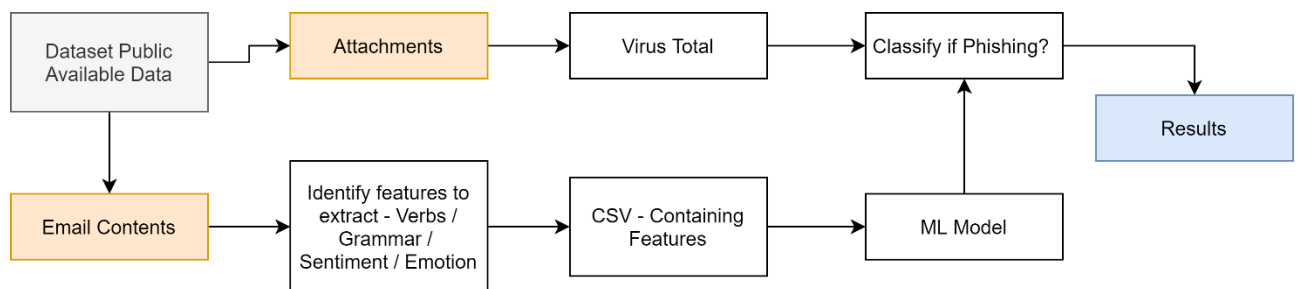 Dataset Public
Available Data
Attachments
Virus Total
Classify if Phishing?
Results
Email Contents
Identify features to
extract - Verbs /
Grammar /
Sentiment / Emotion
CSV - Containing
Features
ML Model